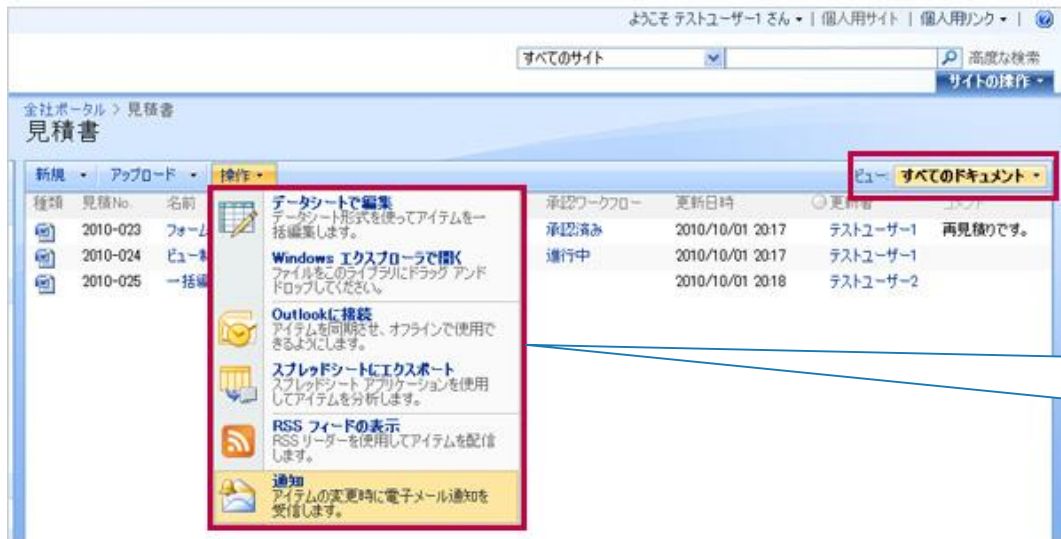 ようこそ テストユーザー1 さん ▾ | 個人用サイト | 個人用リンク ▾ |
すべてのサイト 高度な検索
サイトの操作 ▾
会社ポータル > 見積書
見積書
新規 ▾ アップロード ▾ 操作 ▾ ビュー: すべてのドキュメント ▾
種類 見積No. 名前 承認ワークフロー 更新日時 更新者 コメント
2010-023 フォーム 承認済み 2010/10/01 20:17 テストユーザー1 再見積りです。
2010-024 ビュー 進行中 2010/10/01 20:17 テストユーザー1
2010-025 一括編 2010/10/01 20:18 テストユーザー2
データシートで編集
データシート形式を使ってアイテムを一
括編集します。
Windows エクスプローラで開く
ファイルをこのライブラリにドラッグ アンド
ドロップしてください。
Outlookに接続
アイテムを同期させ、オフラインで使用で
きるようにします。
スプレッドシートにエクスポート
スプレッドシート アプリケーションを使用
してアイテムを分析します。
RSS フィードの表示
RSS リーダーを使用してアイテムを配信
します。
通知
アイテムの変更時に電子メール通知を
受信します。